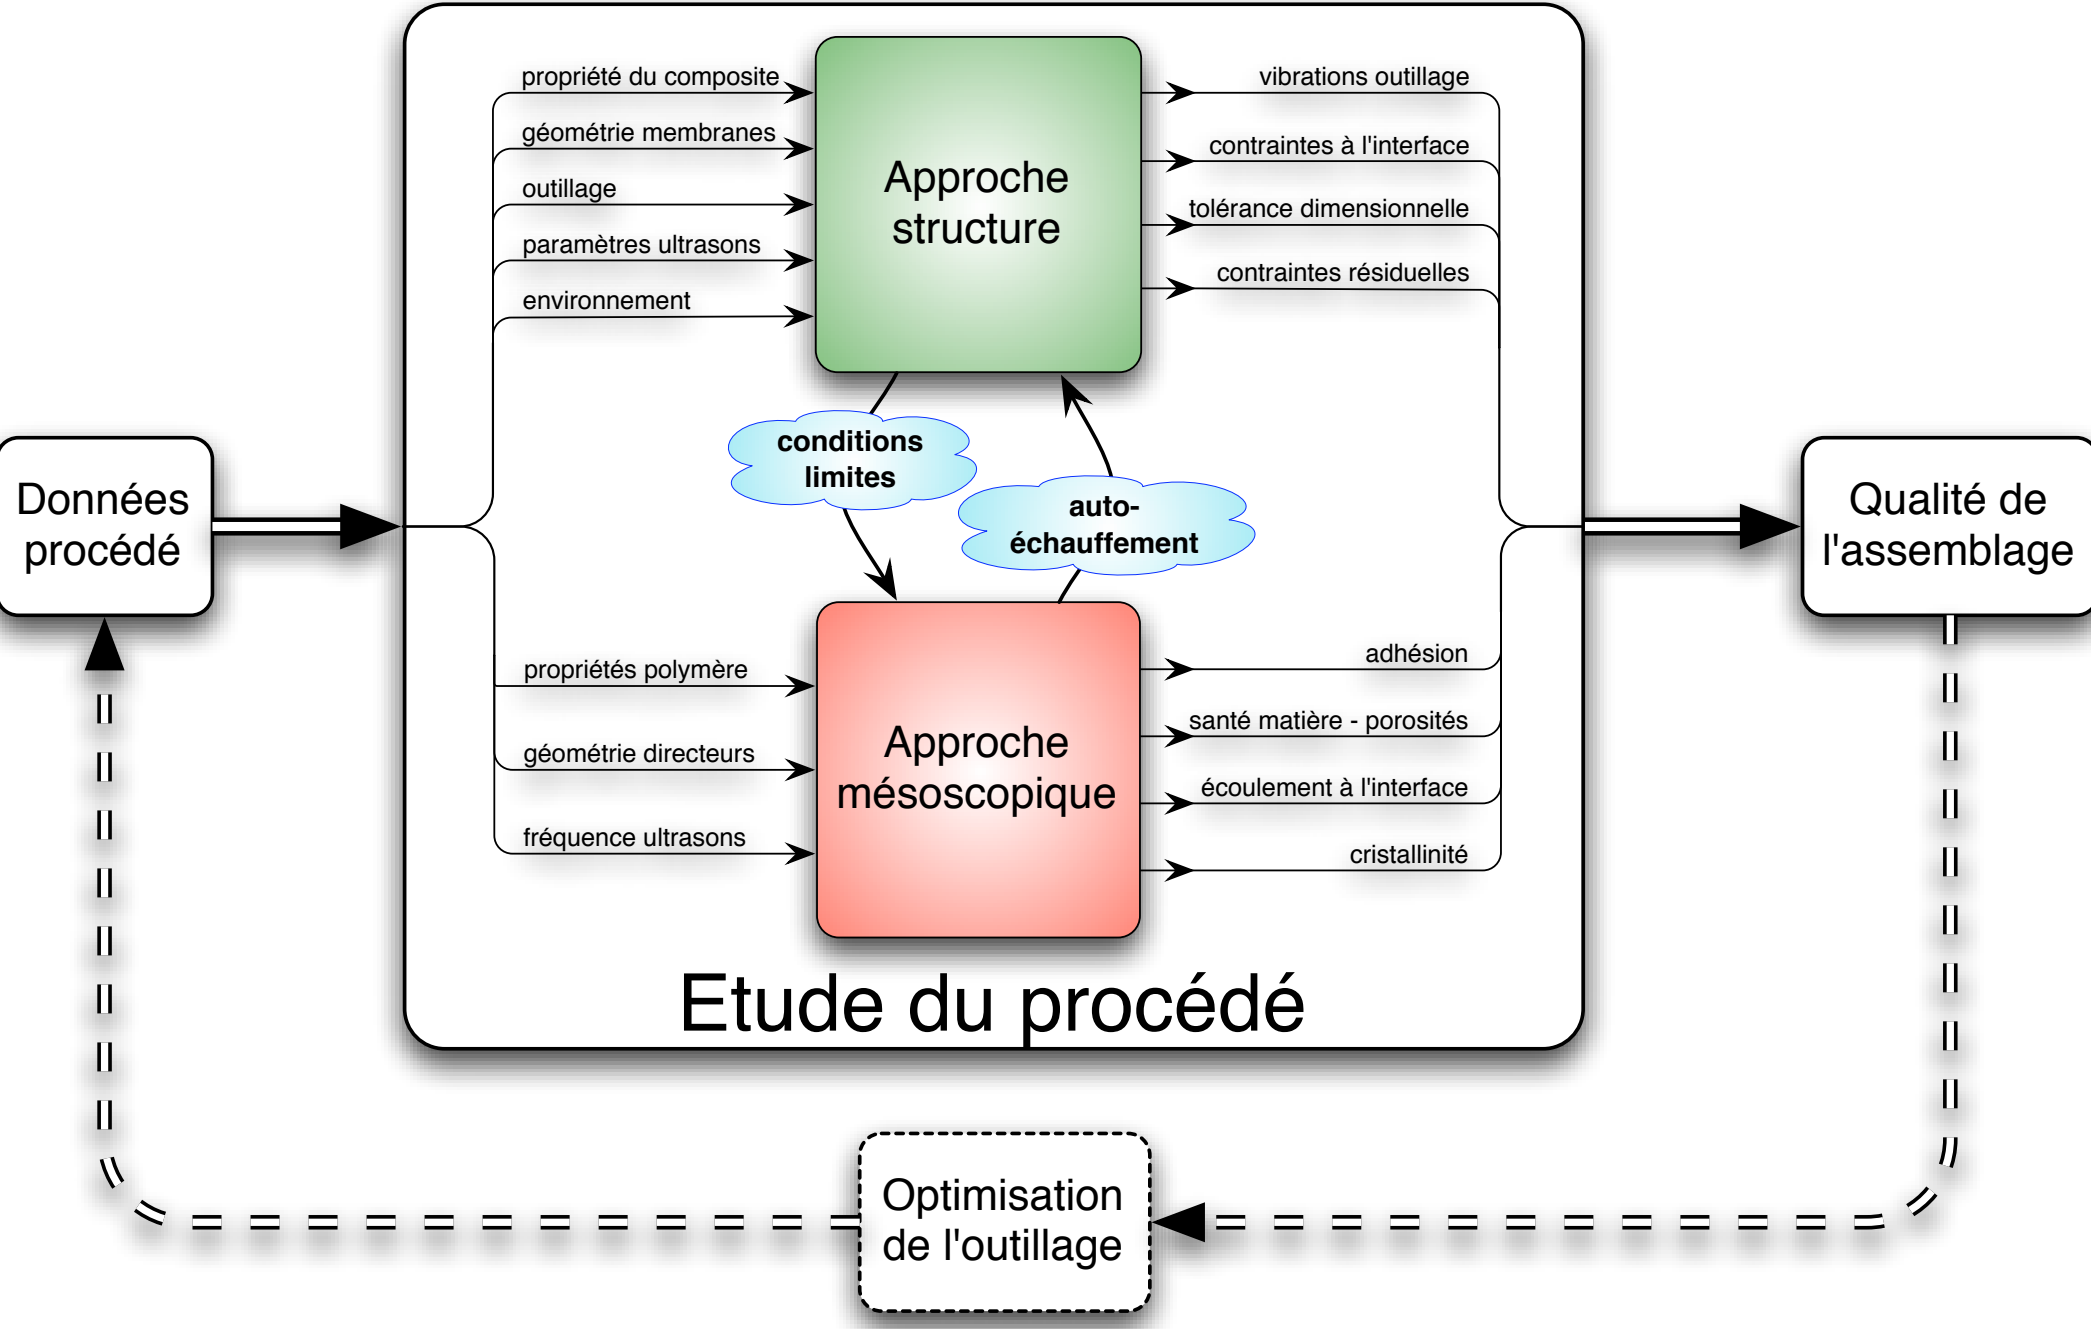 propriété du composite
géométrie membranes
outillage
paramètres ultrasons
environnement
Approche
structure
vibrations outillage
contraintes à l'interface
tolérance dimensionnelle
contraintes résiduelles
conditions
limites
auto-
échauffement
Données
procédé
Qualité de
l'assemblage
propriétés polymère
géométrie directeurs
fréquence ultrasons
Approche
mésoscopique
adhésion
santé matière - porosités
écoulement à l'interface
cristallinité
Etude du procédé
Optimisation
de l'outillage